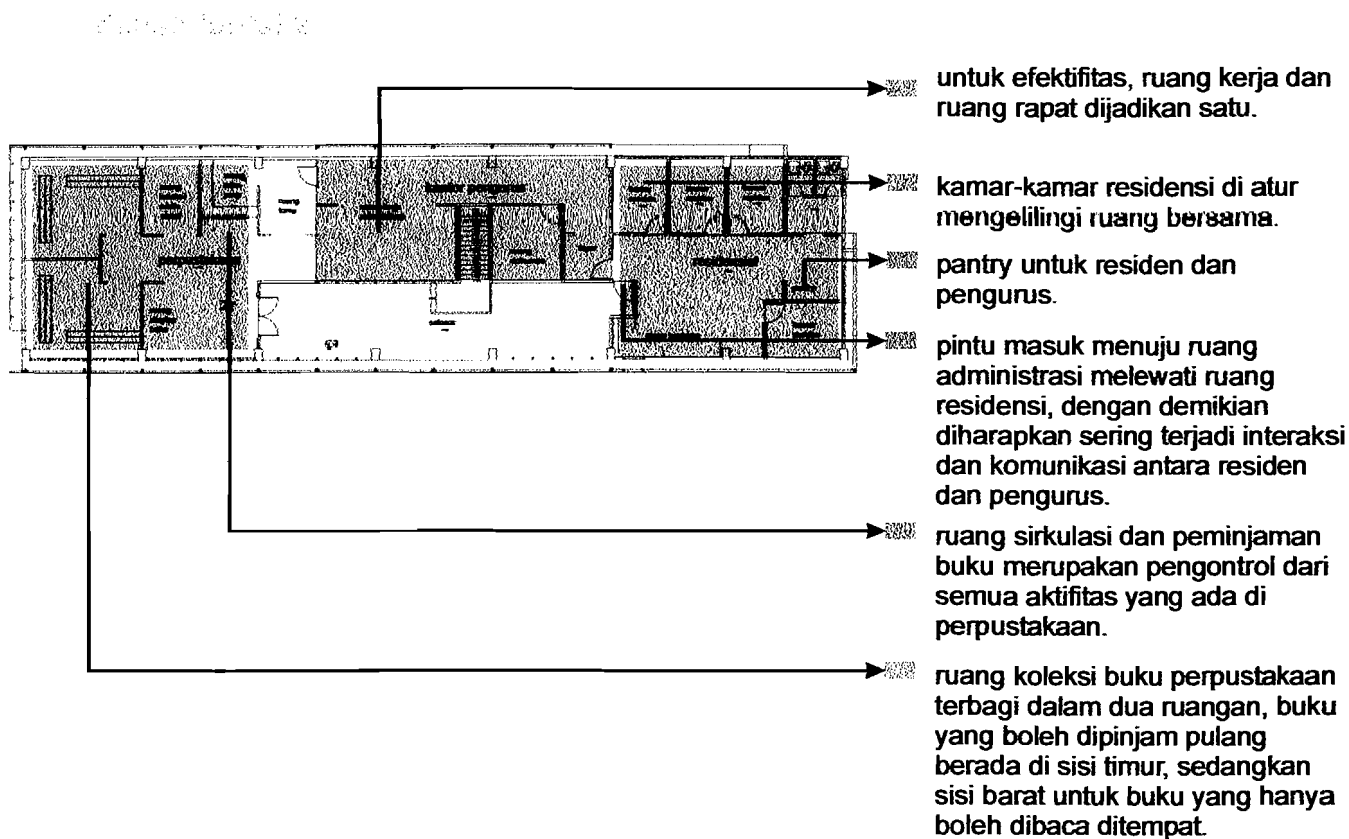 untuk efektifitas, ruang kerja dan
ruang rapat dijadikan satu.
kamar-kamar residensi di atur
mengelilingi ruang bersama.
pantry untuk residen dan
pengurus.
pintu masuk menuju ruang
administrasi melewati ruang
residensi, dengan demikian
diharapkan sering terjadi interaksi
dan komunikasi antara residen
dan pengurus.
ruang sirkulasi dan peminjaman
buku merupakan pengontrol dari
semua aktifitas yang ada di
perpustakaan.
ruang koleksi buku perpustakaan
terbagi dalam dua ruangan, buku
yang boleh dipinjam pulang
berada di sisi timur, sedangkan
sisi barat untuk buku yang hanya
boleh dibaca ditempat.
kantor pengurus
perpustakaan